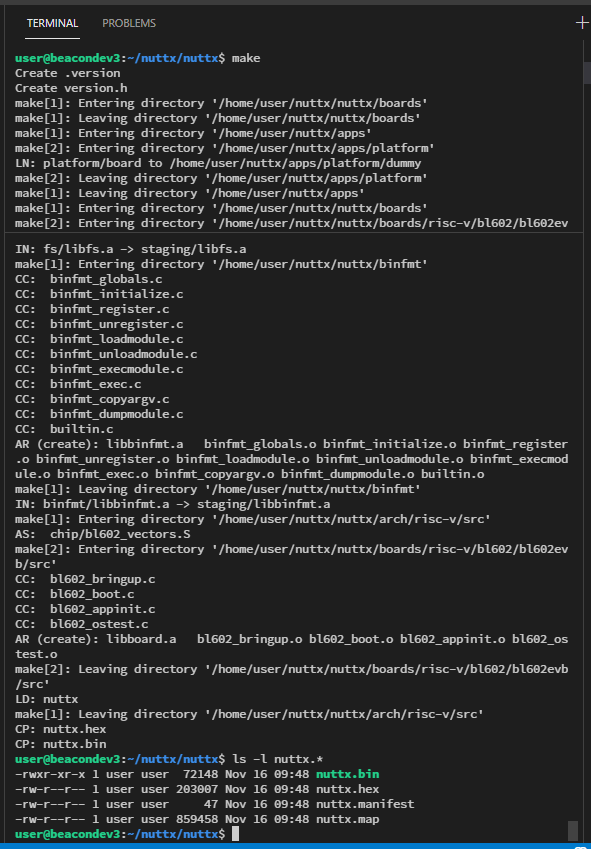 TERMINAL PROBLEMS
user@beacondev3:~/nuttx/nuttx$ make
Create .version
Create version.h
make[1]: Entering directory '/home/user/nuttx/nuttx/boards'
make[1]: Leaving directory '/home/user/nuttx/nuttx/boards'
make[1]: Entering directory '/home/user/nuttx/apps'
make[2]: Entering directory '/home/user/nuttx/apps/platform'
LN: platform/board to /home/user/nuttx/apps/platform/dummy
make[2]: Leaving directory '/home/user/nuttx/apps/platform'
make[1]: Leaving directory '/home/user/nuttx/apps'
make[1]: Entering directory '/home/user/nuttx/nuttx/boards'
make[2]: Entering directory '/home/user/nuttx/nuttx/boards/risc-v/bl602/bl602ev
IN: fs/libfs.a -> staging/libfs.a
make[1]: Entering directory '/home/user/nuttx/nuttx/binfmt'
CC:  binfmt_globals.c
CC:  binfmt_initialize.c
CC:  binfmt_register.c
CC:  binfmt_unregister.c
CC:  binfmt_loadmodule.c
CC:  binfmt_unloadmodule.c
CC:  binfmt_execmodule.c
CC:  binfmt_exec.c
CC:  binfmt_copyargv.c
CC:  binfmt_dumpmodule.c
CC:  builtin.c
AR (create): libbinfmt.a   binfmt_globals.o binfmt_initialize.o binfmt_register
.o binfmt_unregister.o binfmt_loadmodule.o binfmt_unloadmodule.o binfmt_execmod
ule.o binfmt_exec.o binfmt_copyargv.o binfmt_dumpmodule.o builtin.o
make[1]: Leaving directory '/home/user/nuttx/nuttx/binfmt'
IN: binfmt/libbinfmt.a -> staging/libbinfmt.a
make[1]: Entering directory '/home/user/nuttx/nuttx/arch/risc-v/src'
AS:  chip/bl602_vectors.S
make[2]: Entering directory '/home/user/nuttx/nuttx/boards/risc-v/bl602/bl602ev
b/src'
CC:  bl602_bringup.c
CC:  bl602_boot.c
CC:  bl602_appinit.c
CC:  bl602_ostest.c
AR (create): libboard.a   bl602_bringup.o bl602_boot.o bl602_appinit.o bl602_os
test.o
make[2]: Leaving directory '/home/user/nuttx/nuttx/boards/risc-v/bl602/bl602evb
/src'
LD: nuttx
make[1]: Leaving directory '/home/user/nuttx/nuttx/arch/risc-v/src'
CP: nuttx.hex
CP: nuttx.bin
user@beacondev3:~/nuttx/nuttx$ ls -l nuttx.*
-rwxr-xr-x 1 user user  72148 Nov 16 09:48 nuttx.bin
-rw-r--r-- 1 user user 203007 Nov 16 09:48 nuttx.hex
-rw-r--r-- 1 user user     47 Nov 16 09:48 nuttx.manifest
-rw-r--r-- 1 user user 859458 Nov 16 09:48 nuttx.map
user@beacondev3:~/nuttx/nuttx$